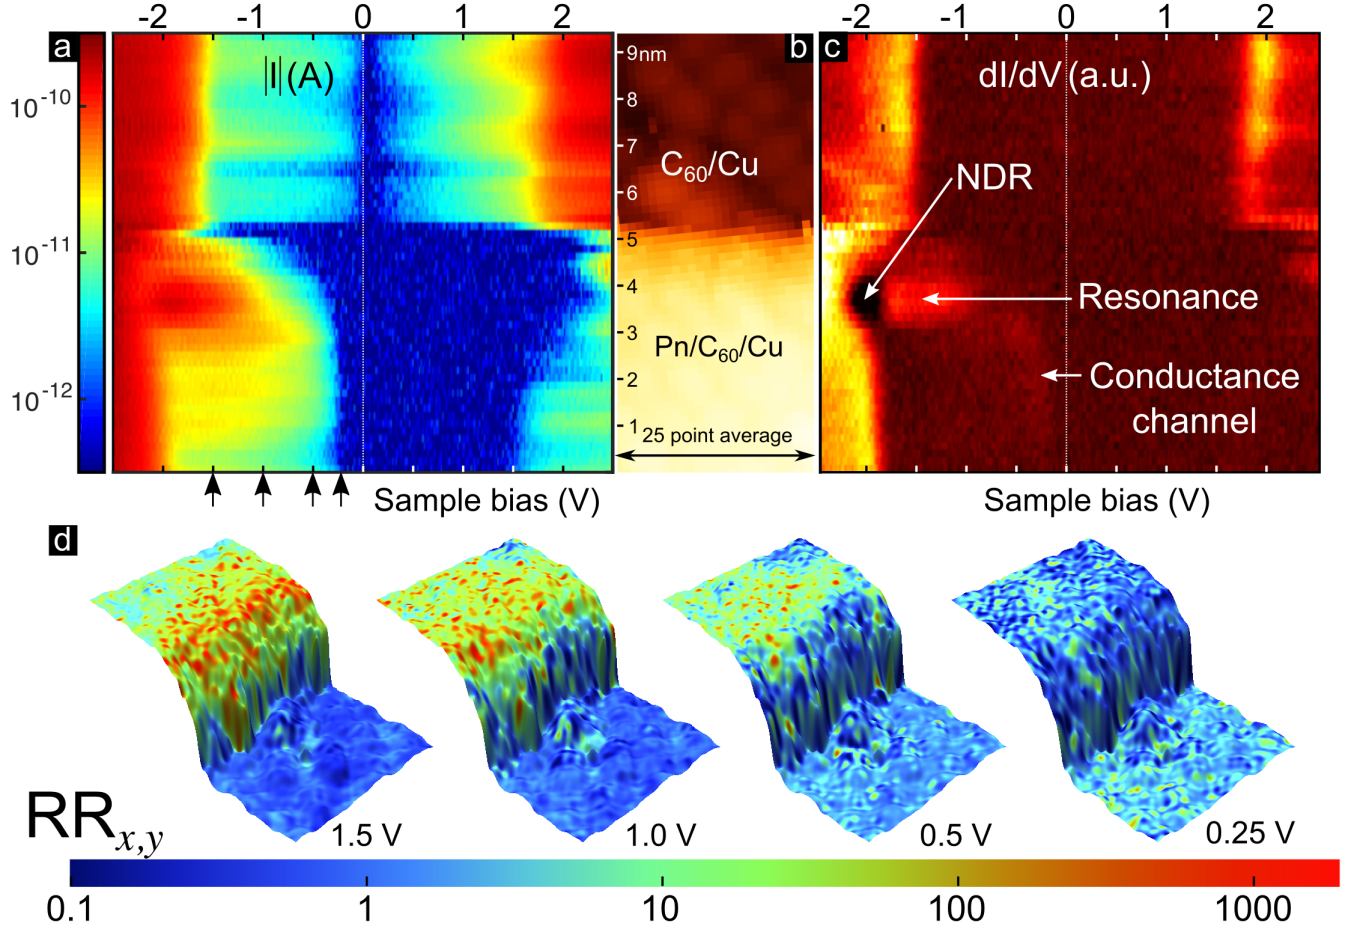 -2 -1 0 1 2
-2 -1 0 1 2
a
|I|(A)
10-10
10-11
10-12
b
9nm
8
7
6
5
4
3
2
1
C60/Cu
Pn/C60/Cu
25 point average
c
dI/dV (a.u.)
NDR
Resonance
Conductance
channel
Sample bias (V)
Sample bias (V)
d
RRx,y
1.5 V
1.0 V
0.5 V
0.25 V
0.1 1 10 100 1000